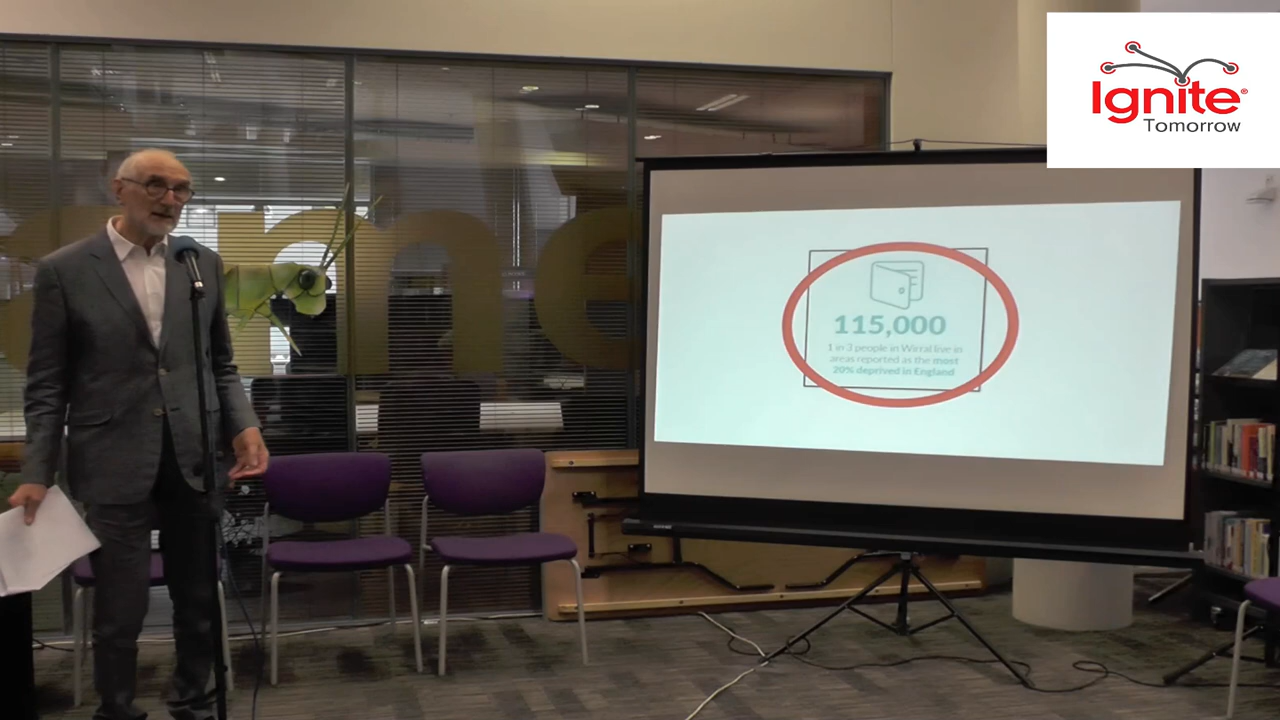 Ignite®
Tomorrow
115,000
1 in 3 people in Wirral live in
areas reported as the most
20% deprived in England